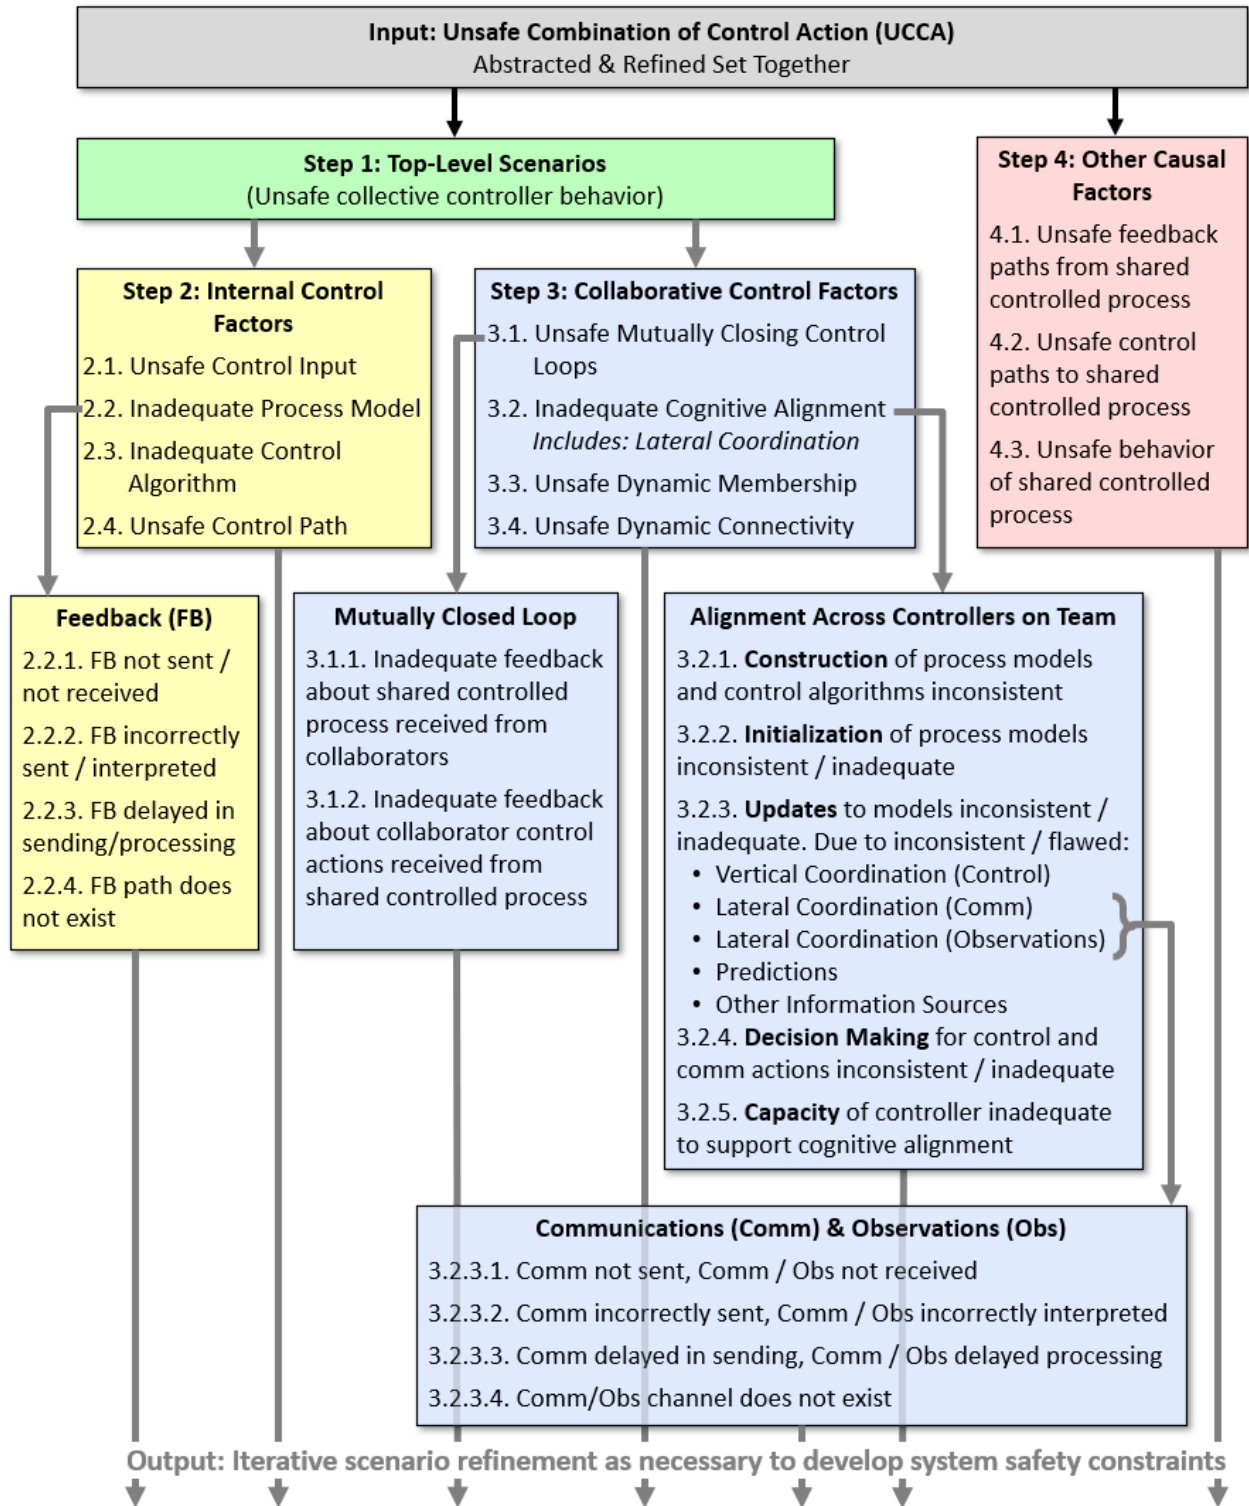 Input: Unsafe Combination of Control Action (UCCA)
Abstracted & Refined Set Together
Step 1: Top-Level Scenarios
(Unsafe collective controller behavior)
Step 2: Internal Control
Factors
2.1. Unsafe Control Input
2.2. Inadequate Process Model
2.3. Inadequate Control
Algorithm
2.4. Unsafe Control Path
Step 3: Collaborative Control Factors
3.1. Unsafe Mutually Closing Control
Loops
3.2. Inadequate Cognitive Alignment
Includes: Lateral Coordination
3.3. Unsafe Dynamic Membership
3.4. Unsafe Dynamic Connectivity
Step 4: Other Causal
Factors
4.1. Unsafe feedback
paths from shared
controlled process
4.2. Unsafe control
paths to shared
controlled process
4.3. Unsafe behavior
of shared controlled
process
Feedback (FB)
2.2.1. FB not sent /
not received
2.2.2. FB incorrectly
sent / interpreted
2.2.3. FB delayed in
sending/processing
2.2.4. FB path does
not exist
Mutually Closed Loop
3.1.1. Inadequate feedback
about shared controlled
process received from
collaborators
3.1.2. Inadequate feedback
about collaborator control
actions received from
shared controlled process
Alignment Across Controllers on Team
3.2.1. Construction of process models
and control algorithms inconsistent
3.2.2. Initialization of process models
inconsistent / inadequate
3.2.3. Updates to models inconsistent /
inadequate. Due to inconsistent / flawed:
• Vertical Coordination (Control)
• Lateral Coordination (Comm)
• Lateral Coordination (Observations)
• Predictions
• Other Information Sources
3.2.4. Decision Making for control and
comm actions inconsistent / inadequate
3.2.5. Capacity of controller inadequate
to support cognitive alignment
Communications (Comm) & Observations (Obs)
3.2.3.1. Comm not sent, Comm / Obs not received
3.2.3.2. Comm incorrectly sent, Comm / Obs incorrectly interpreted
3.2.3.3. Comm delayed in sending, Comm / Obs delayed processing
3.2.3.4. Comm/Obs channel does not exist
Output: Iterative scenario refinement as necessary to develop system safety constraints